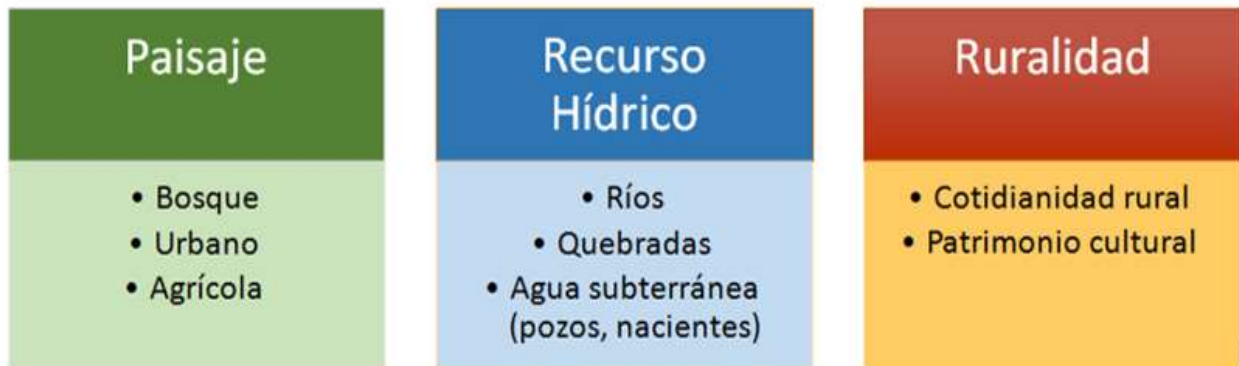 Paisaje
• Bosque
• Urbano
• Agrícola
Recurso
Hídrico
• Ríos
• Quebradas
• Agua subterránea
(pozos, nacientes)
Ruralidad
• Cotidianidad rural
• Patrimonio cultural